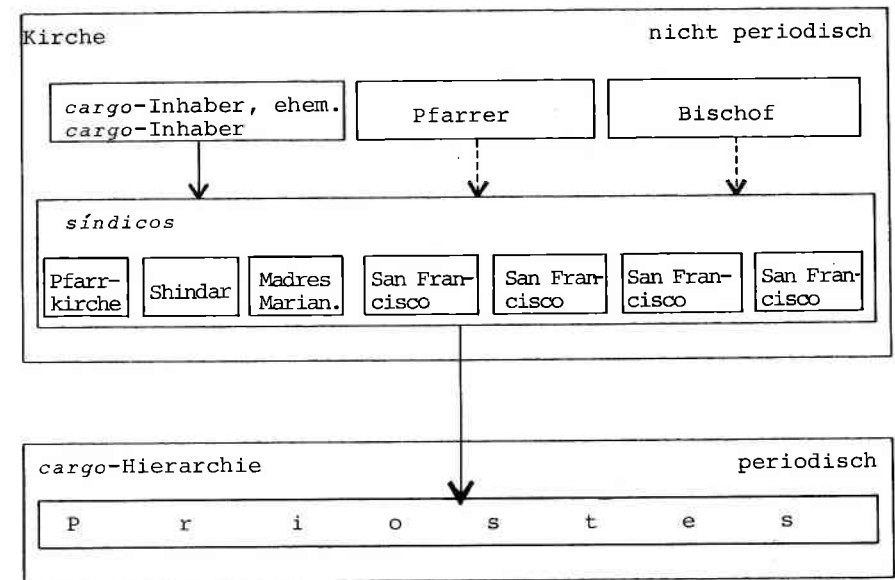 Kirche nicht periodisch
cargo-Inhaber, ehem.
cargo-Inhaber
Pfarrer
Bischof
síndicos
Pfarr-
kirche
Shindar
Madres
Marian.
San Fran-
cisco
San Fran-
cisco
San Fran-
cisco
San Fran-
cisco
cargo-Hierarchie periodisch
P r i o s t e s